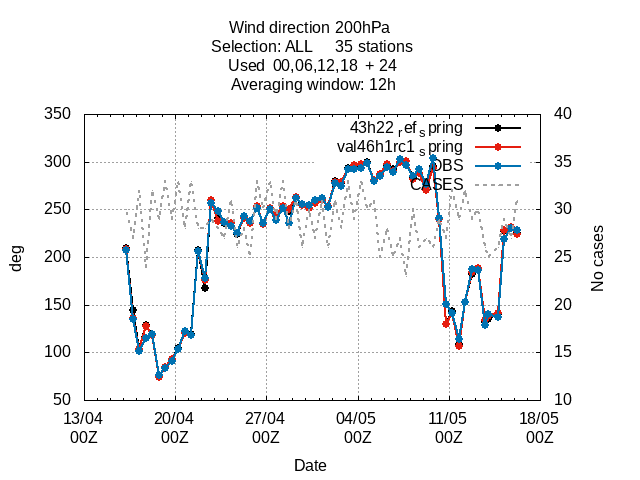 Wind direction 200hPa
Selection: ALL 35 stations
Used 00,06,12,18 + 24
Averaging window: 12h
350 40
43h22 ref spring
val46h1rc1 spring
300 OBS 35
CASES
250 30
200 25
150 20
100 15
50 10
deg
No cases
13/04 20/04 27/04 04/05 11/05 18/05
00Z 00Z 00Z 00Z 00Z 00Z
Date